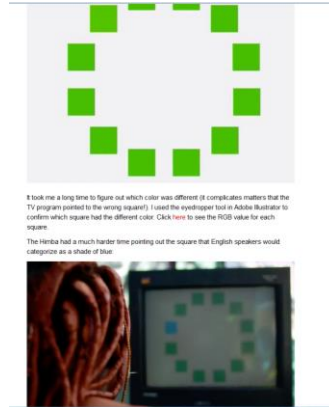 It took me a long time to figure out which color was different (it complicates matters that the
TV program pointed to the wrong square!). I used the eyedropper tool in Adobe Illustrator to
confirm which square had the different color. Click here to see the RGB value for each
square.
The Himba had a much harder time pointing out the square that English speakers would
categorize as a shade of blue: